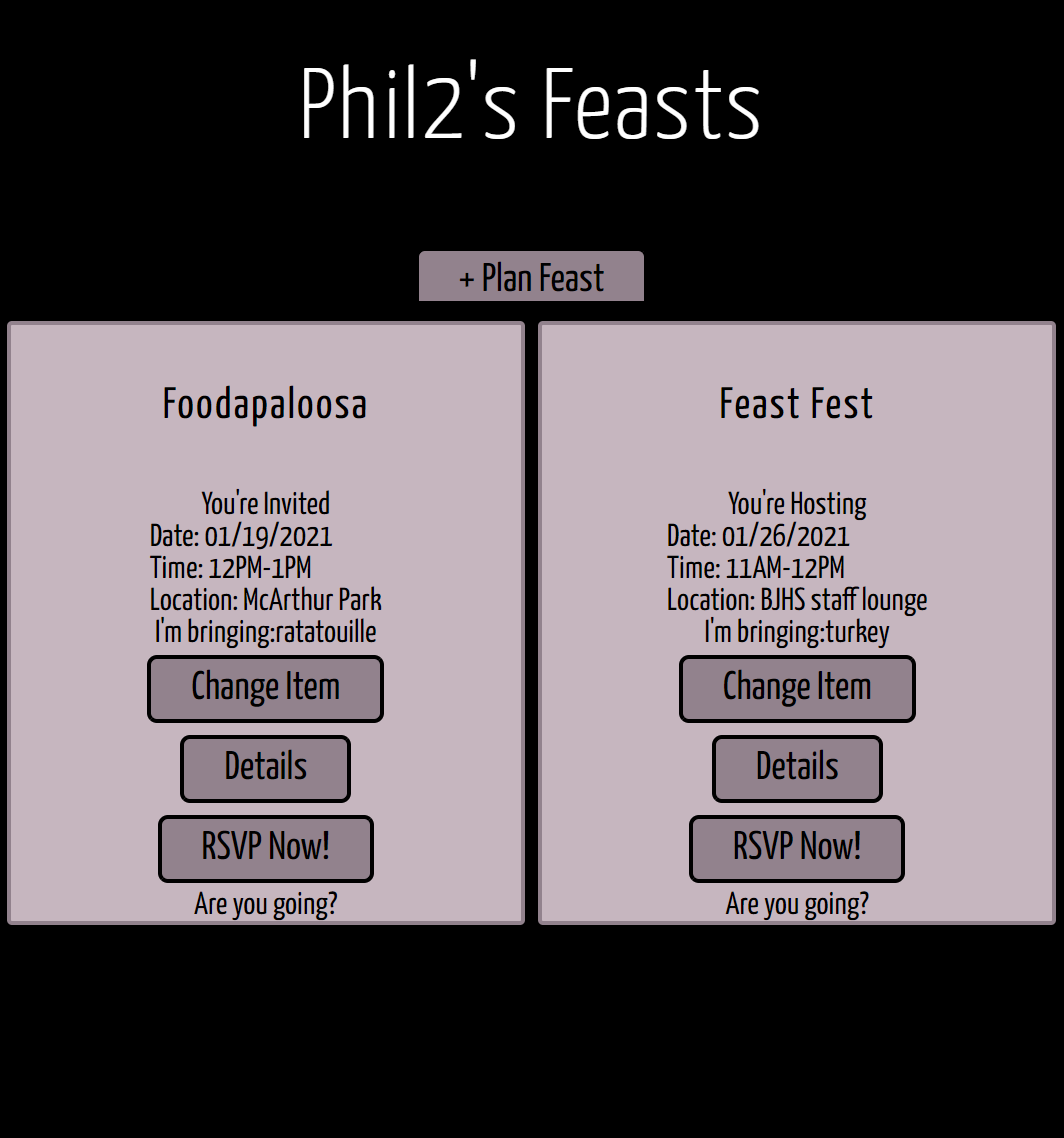 Phil2's Feasts
+ Plan Feast
Foodapaloosa
You're Invited
Date: 01/19/2021
Time: 12PM-1PM
Location: McArthur Park
I'm bringing:ratatouille
Change Item
Details
RSVP Now!
Are you going?
Feast Fest
You're Hosting
Date: 01/26/2021
Time: 11AM-12PM
Location: BJHS staff lounge
I'm bringing:turkey
Change Item
Details
RSVP Now!
Are you going?